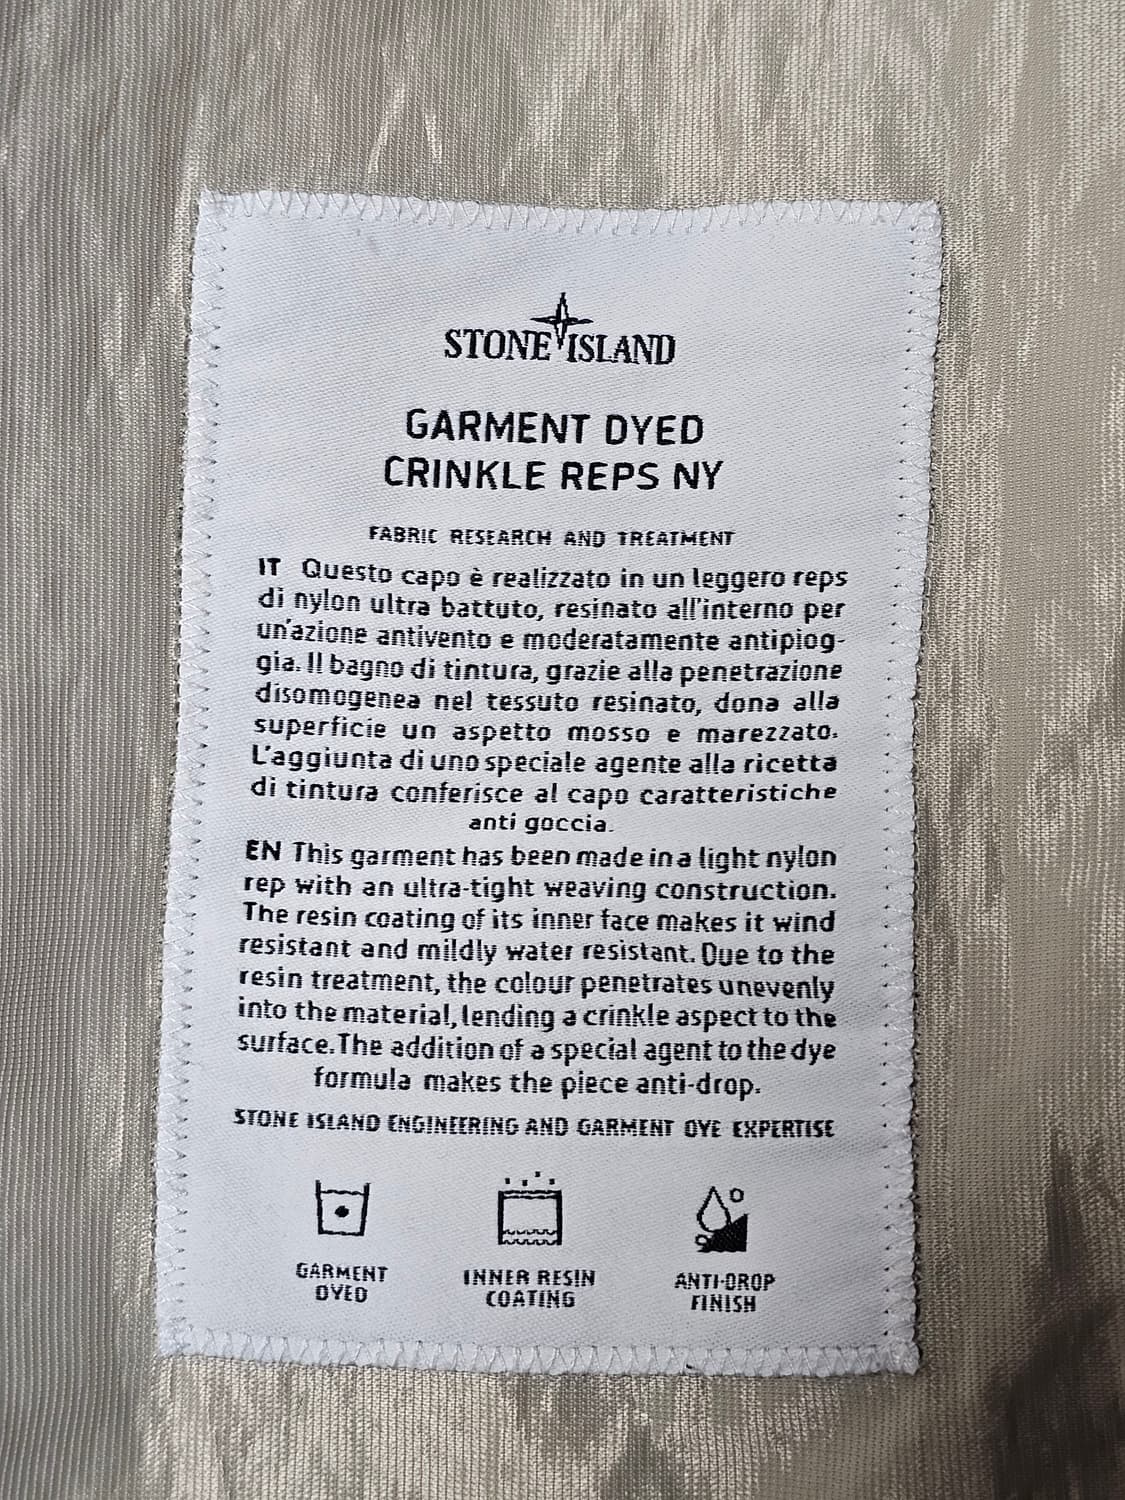 STONE ISLAND
GARMENT DYED
CRINKLE REPS NY
FABRIC RESEARCH AND TREATMENT
IT Questo capo è realizzato in un leggero reps
di nylon ultra battuto, resinato all'interno per
un'azione antivento e moderatamente antipiog-
gia. Il bagno di tintura, grazie alla penetrazione
disomogenea nel tessuto resinato, dona alla
superficie un aspetto mosso e marezzato.
L'aggiunta di uno speciale agente alla ricetta
di tintura conferisce al capo caratteristiche
anti goccia.
EN This garment has been made in a light nylon
rep with an ultra-tight weaving construction.
The resin coating of its inner face makes it wind
resistant and mildly water resistant. Due to the
resin treatment, the colour penetrates unevenly
into the material, lending a crinkle aspect to the
surface. The addition of a special agent to the dye
formula makes the piece anti-drop.
STONE ISLAND ENGINEERING AND GARMENT DYE EXPERTISE
GARMENT
DYED
INNER RESIN
COATING
ANTI-DROP
FINISH